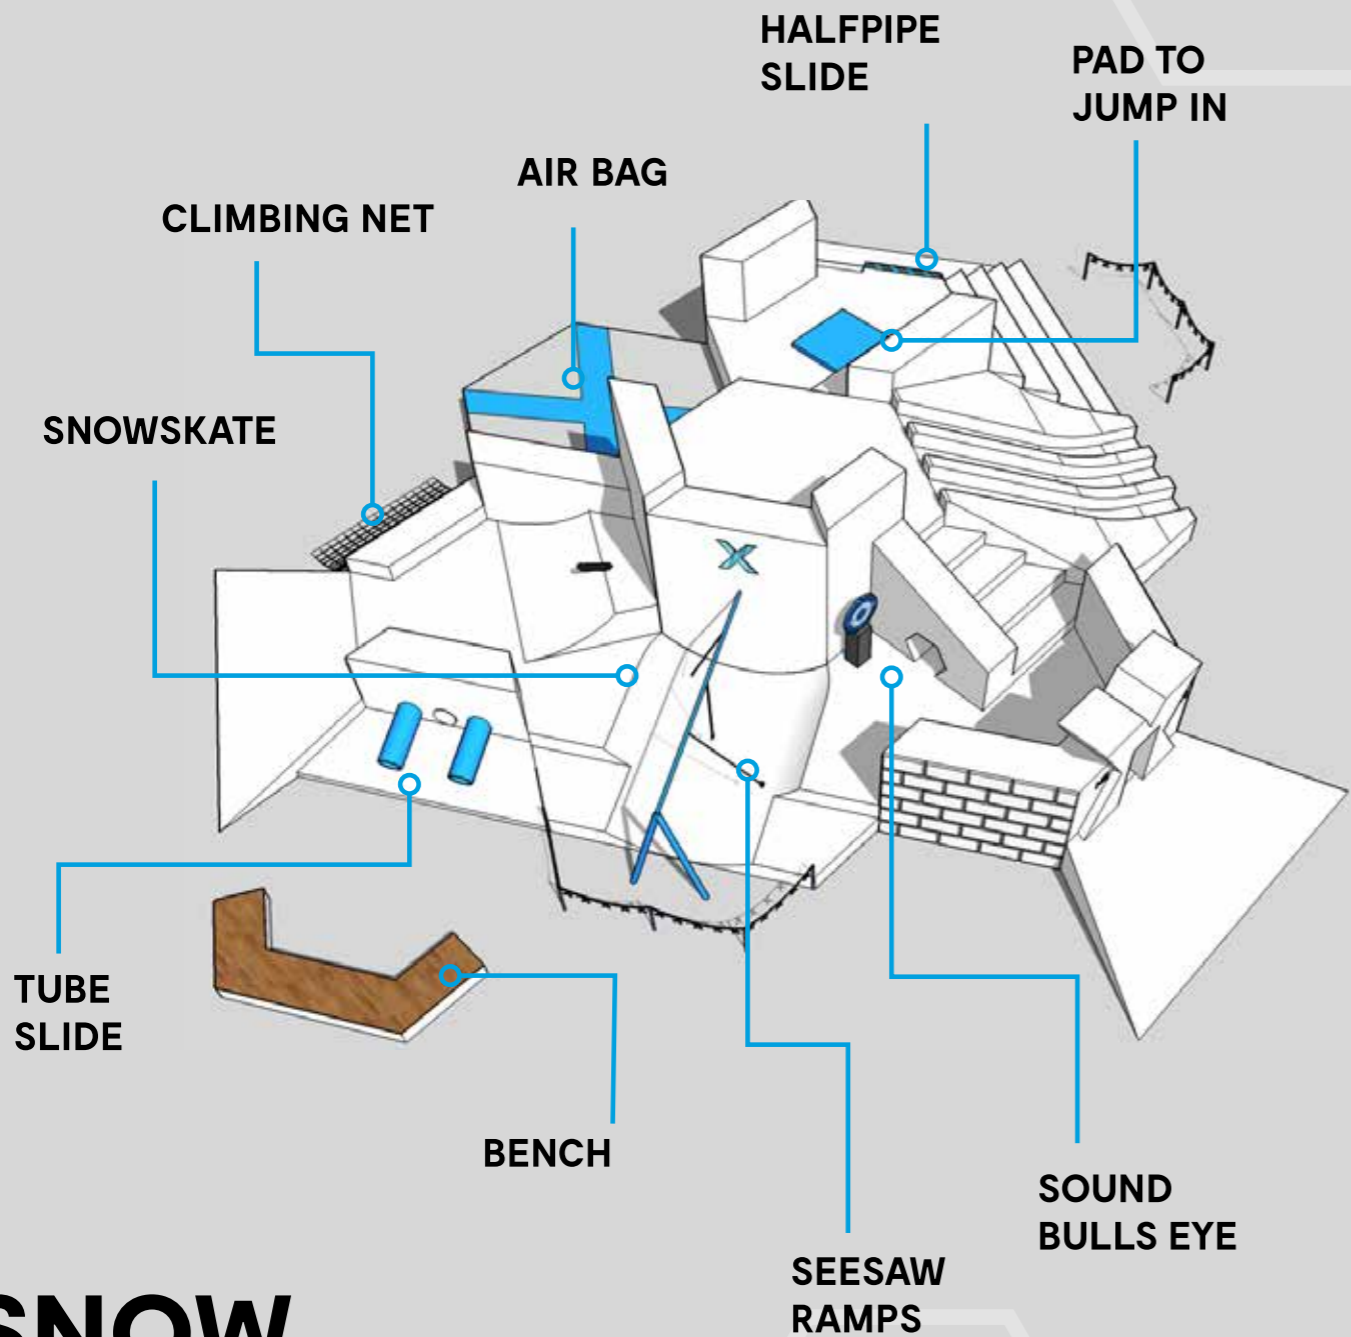 HALFPIPE
SLIDE
PAD TO
JUMP IN
AIR BAG
CLIMBING NET
SNOWSKATE
TUBE
SLIDE
BENCH
SOUND
BULLS EYE
SEESAW
RAMPS
SNOW